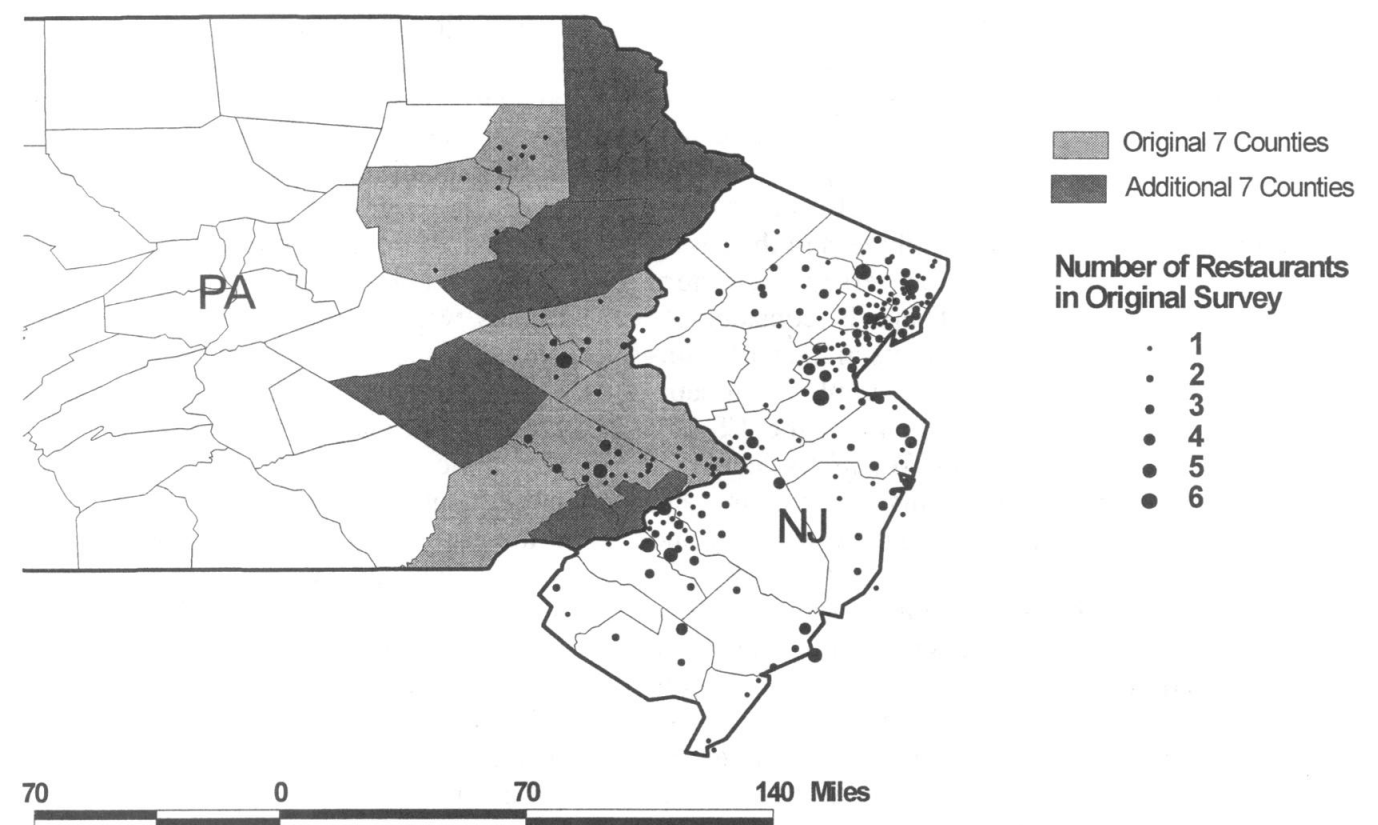 Original 7 Counties
Additional 7 Counties
Number of Restaurants
in Original Survey
1
2
3
4
5
6
PA
NJ
70 0 70 140 Miles